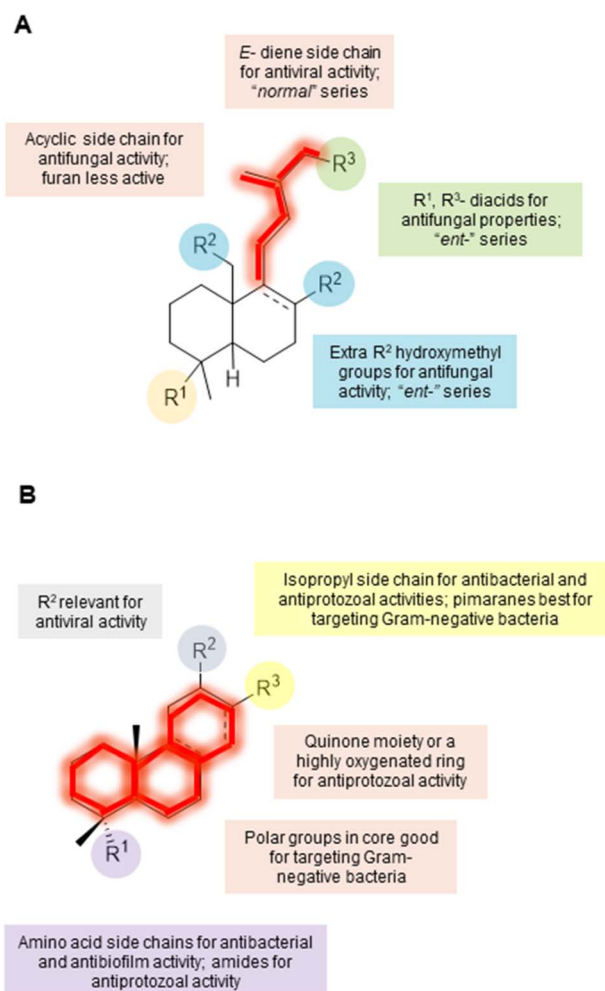 A
E- diene side chain
for antiviral activity;
“normal” series
Acyclic side chain for
antifungal activity;
furan less active
R³
R¹, R³- diacids for
antifungal properties;
“ent-” series
R²
R²
Extra R² hydroxymethyl
groups for antifungal
activity; “ent-” series
H
R¹
B
Isopropyl side chain for antibacterial and
antiprotozoal activities; pimaranes best for
targeting Gram-negative bacteria
R² relevant for
antiviral activity
R²
R³
Quinone moiety or a
highly oxygenated ring
for antiprotozoal activity
Polar groups in core good
for targeting Gram-
negative bacteria
R¹
Amino acid side chains for antibacterial
and antibiofilm activity; amides for
antiprotozoal activity